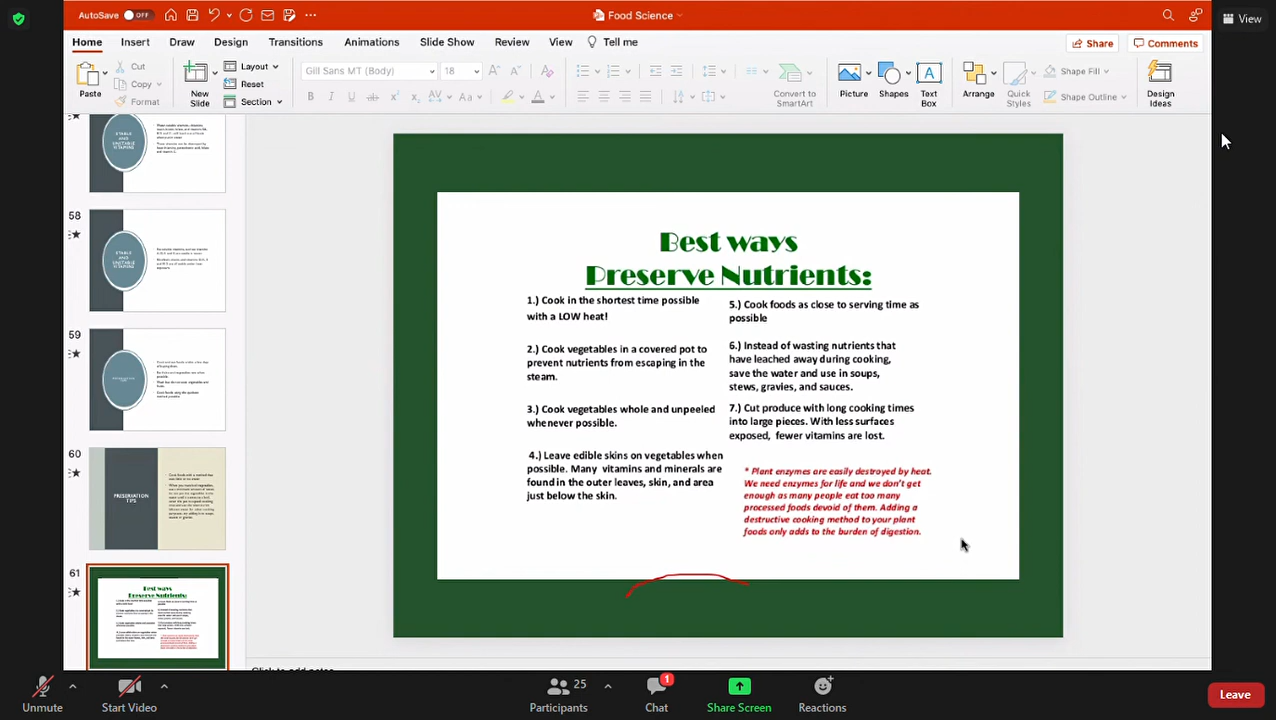 View
AutoSave OFF
Food Science
Home Insert Draw Design Transitions Animations Slide Show Review View Tell me
Share Comments
Paste
Cut
Copy
Format
New Slide
Layout
Reset
Section
Gill Sans MT (Body) 18
Convert to SmartArt
Picture
Shapes
Text Box
Arrange
Quick Styles
Shape Fill
Shape Outline
Design Ideas
58
59
60
PRESERVATION
TIPS
61
Best ways
Preserve Nutrients:
1.) Cook in the shortest time possible
with a LOW heat!
2.) Cook vegetables in a covered pot to
prevent nutrients from escaping in the
steam.
3.) Cook vegetables whole and unpeeled
whenever possible.
4.) Leave edible skins on vegetables when
possible. Many vitamins and minerals are
found in the outer leaves, skin, and area
just below the skin.
5.) Cook foods as close to serving time as
possible
6.) Instead of wasting nutrients that
have leached away during cooking,
save the water and use in soups,
stews, gravies, and sauces.
7.) Cut produce with long cooking times
into large pieces. With less surfaces
exposed, fewer vitamins are lost.
* Plant enzymes are easily destroyed by heat.
We need enzymes for life and we don't get
enough as many people eat too many
processed foods devoid of them. Adding a
destructive cooking method to your plant
foods only adds to the burden of digestion.
Click to add notes
Unmute
Start Video
25
Participants
1
Chat
Share Screen
Reactions
Leave